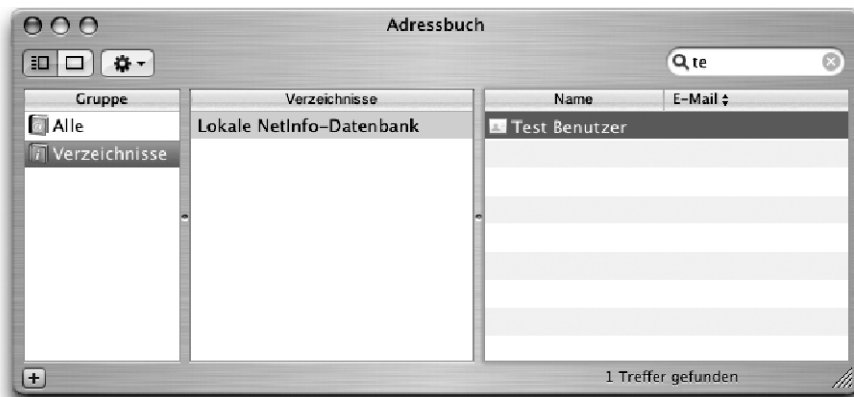 Adressbuch
te
Gruppe
Verzeichnisse
Name
E-Mail
Alle
Lokale NetInfo-Datenbank
Test Benutzer
Verzeichnisse
1 Treffer gefunden